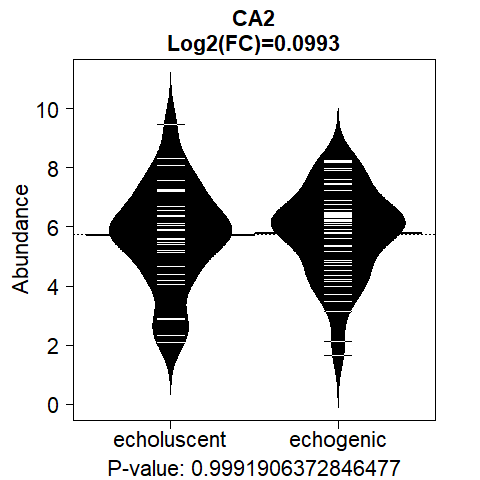 CA2
Log2(FC)=0.0993
Abundance
10
8
6
4
2
0
echoluscent echogenic
P-value: 0.9991906372846477